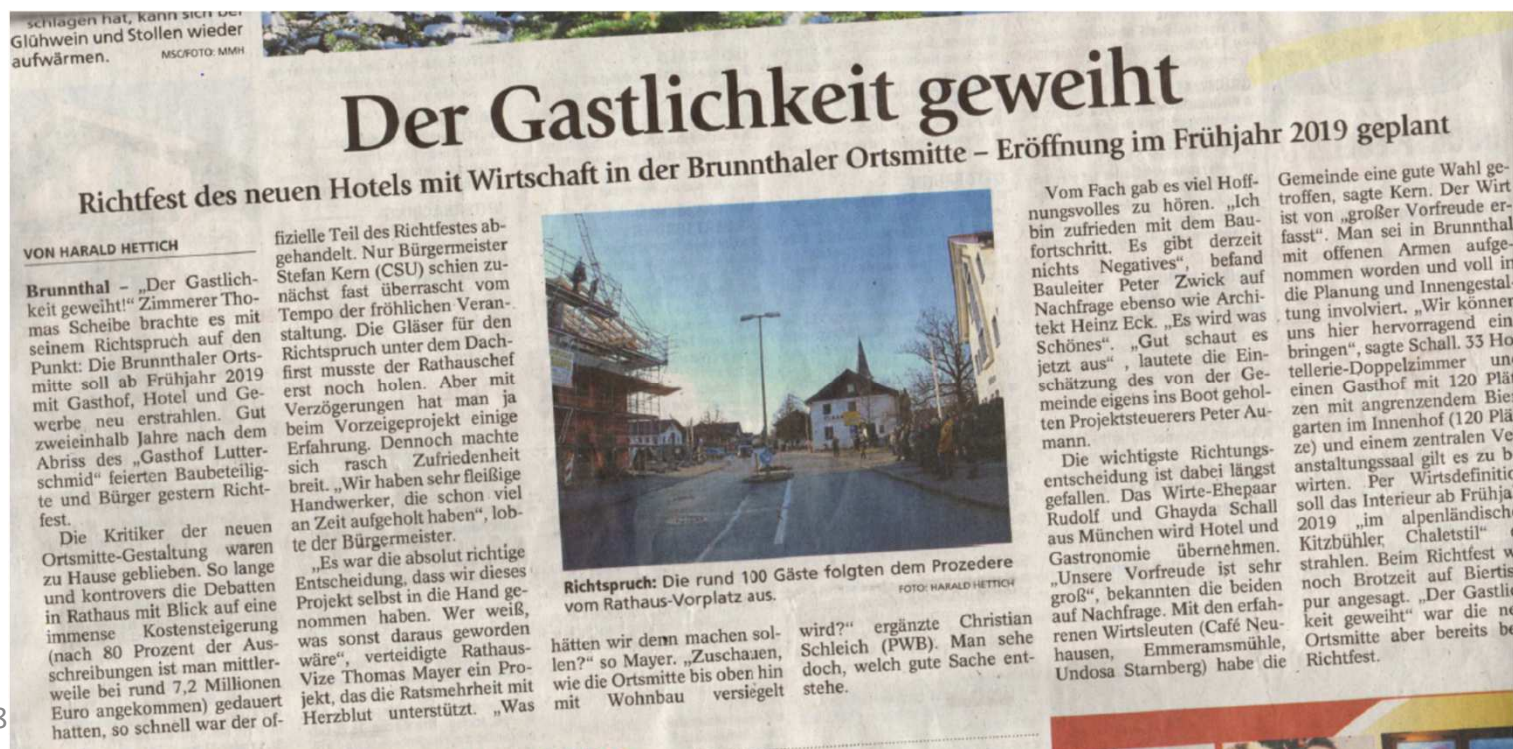 schlagen hat, kann sich bei
Glühwein und Stollen wieder
aufwärmen.
MSC/FOTO: MMH
Der Gastlichkeit geweiht
Richtfest des neuen Hotels mit Wirtschaft in der Brunnthaler Ortsmitte – Eröffnung im Frühjahr 2019 geplant
VON HARALD HETTICH
Brunnthal – „Der Gastlich-
keit geweiht!“ Zimmerer Tho-
mas Scheibe brachte es mit
seinem Richtspruch auf den
Punkt: Die Brunnthaler Orts-
mitte soll ab Frühjahr 2019
mit Gasthof, Hotel und Ge-
werbe neu erstrahlen. Gut
zweieinhalb Jahre nach dem
Abriss des „Gasthof Lutter-
schmid“ feierten Baubeteilig-
te und Bürger gestern Richt-
fest.
Die Kritiker der neuen
Ortsmitte-Gestaltung waren
zu Hause geblieben. So lange
und kontrovers die Debatten
in Rathaus mit Blick auf eine
immense Kostensteigerung
(nach 80 Prozent der Aus-
schreibungen ist man mittler-
weile bei rund 7,2 Millionen
Euro angekommen) gedauert
hatten, so schnell war der of-
fizielle Teil des Richtfestes ab-
gehandelt. Nur Bürgermeister
Stefan Kern (CSU) schien zu-
nächst fast überrascht vom
Tempo der fröhlichen Veran-
staltung. Die Gläser für den
Richtspruch unter dem Dach-
first musste der Rathauschef
erst noch holen. Aber mit
Verzögerungen hat man ja
beim Vorzeigeprojekt einige
Erfahrung. Dennoch machte
sich rasch Zufriedenheit
breit. „Wir haben sehr fleißige
Handwerker, die schon viel
an Zeit aufgeholt haben“, lob-
te der Bürgermeister.
„Es war die absolut richtige
Entscheidung, dass wir dieses
Projekt selbst in die Hand ge-
nommen haben. Wer weiß,
was sonst daraus geworden
wäre“, verteidigte Rathaus-
Vize Thomas Mayer ein Pro-
jekt, das die Ratsmehrheit mit
Herzblut unterstützt. „Was
Richtspruch: Die rund 100 Gäste folgten dem Prozedere
vom Rathaus-Vorplatz aus.
FOTO: HARALD HETTICH
hätten wir denn machen sol-
len?“ so Mayer. „Zuschauen,
wie die Ortsmitte bis oben hin
mit Wohnbau versiegelt
wird?“ ergänzte Christian
Schleich (PWB). Man sehe
doch, welch gute Sache ent-
stehe.
Vom Fach gab es viel Hoff-
nungsvolles zu hören. „Ich
bin zufrieden mit dem Bau-
fortschritt. Es gibt derzeit
nichts Negatives“, befand
Bauleiter Peter Zwick auf
Nachfrage ebenso wie Archi-
tekt Heinz Eck. „Es wird was
Schönes“. „Gut schaut es
jetzt aus“ , lautete die Ein-
schätzung des von der Ge-
meinde eigens ins Boot gehol-
ten Projektsteuerers Peter Au-
mann.
Die wichtigste Richtungs-
entscheidung ist dabei längst
gefallen. Das Wirte-Ehepaar
Rudolf und Ghayda Schall
aus München wird Hotel und
Gastronomie übernehmen.
„Unsere Vorfreude ist sehr
groß“, bekannten die beiden
auf Nachfrage. Mit den erfah-
renen Wirtsleuten (Café Neu-
hausen, Emmeramsmühle,
Undosa Starnberg) habe die
Gemeinde eine gute Wahl ge-
troffen, sagte Kern. Der Wirt
ist von „großer Vorfreude er-
fasst“. Man sei in Brunnthal
mit offenen Armen aufge-
nommen worden und voll in
die Planung und Innengestal-
tung involviert. „Wir können
uns hier hervorragend ein-
bringen“, sagte Schall. 33 Ho-
tellerie-Doppelzimmer und
einen Gasthof mit 120 Plät-
zen mit angrenzendem Bier-
garten im Innenhof (120 Plät-
ze) und einem zentralen Ver-
anstaltungssaal gilt es zu be-
wirten. Per Wirtsdefinition
soll das Interieur ab Frühjahr
2019 „im alpenländischen
Kitzbühler Chaletstil“
strahlen. Beim Richtfest w
noch Brotzeit auf Biertis
pur angesagt. „Der Gastlich-
keit geweiht“ war die neue
Ortsmitte aber bereits beim
Richtfest.